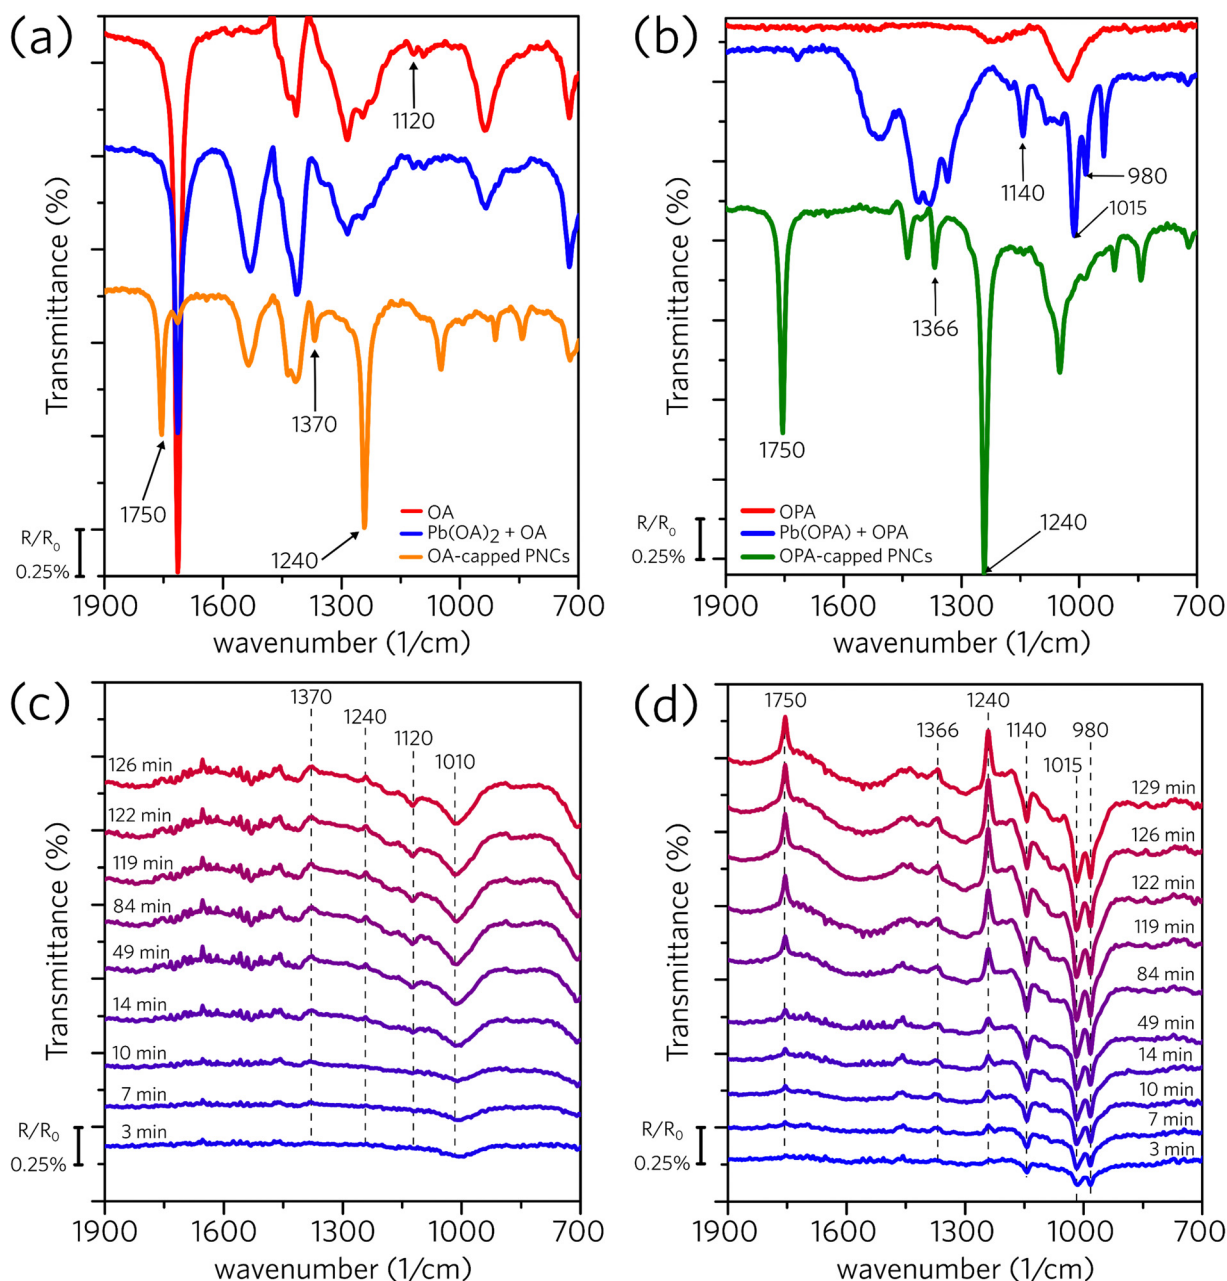 (a)
Transmittance (%)
1120
1370
1750
1240
OA
Pb(OA)2 + OA
OA-capped PNCs
R/R0
0.25%
1900 1600 1300 1000 700
wavenumber (1/cm)
(b)
Transmittance (%)
1140
980
1015
1366
1750
1240
OPA
Pb(OPA) + OPA
OPA-capped PNCs
R/R0
0.25%
1900 1600 1300 1000 700
wavenumber (1/cm)
(c)
Transmittance (%)
1370
1240
1120
1010
126 min
122 min
119 min
84 min
49 min
14 min
10 min
7 min
3 min
R/R0
0.25%
1900 1600 1300 1000 700
wavenumber (1/cm)
(d)
Transmittance (%)
1750
1366
1240
1140
1015
980
129 min
126 min
122 min
119 min
84 min
49 min
14 min
10 min
7 min
3 min
R/R0
0.25%
1900 1600 1300 1000 700
wavenumber (1/cm)